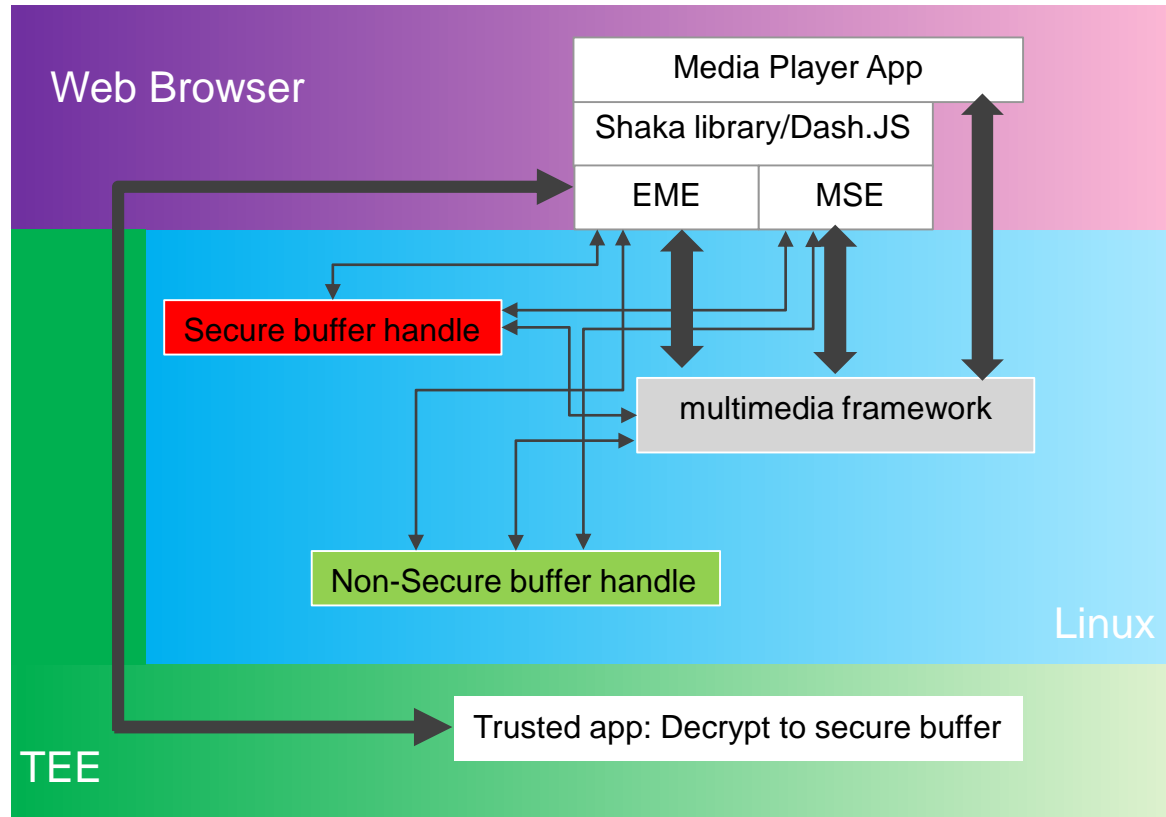 Media Player App
Web Browser
Shaka library/Dash.JS
EME
MSE
Secure buffer handle
multimedia framework
Non-Secure buffer handle
Linux
Trusted app: Decrypt to secure buffer
TEE